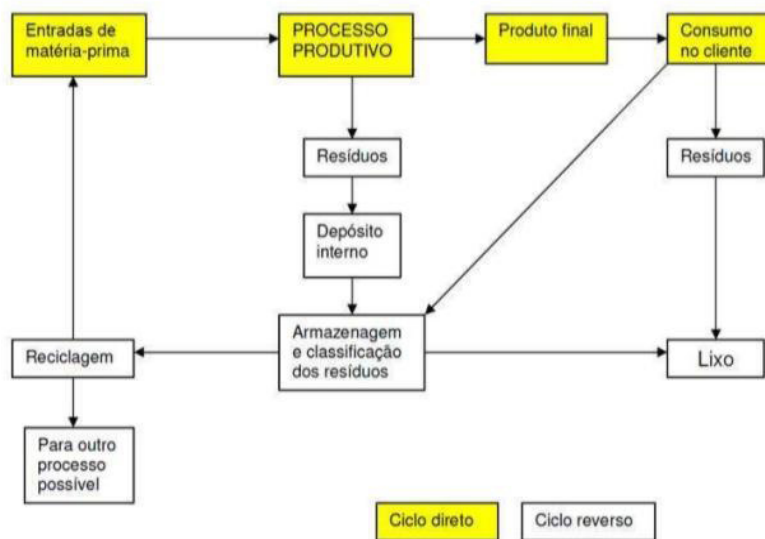 Entradas de
matéria-prima
PROCESSO
PRODUTIVO
Produto final
Consumo
no cliente
Resíduos
Resíduos
Depósito
interno
Armazenagem
e classificação
dos resíduos
Reciclagem
Lixo
Para outro
processo
possível
Ciclo direto
Ciclo reverso